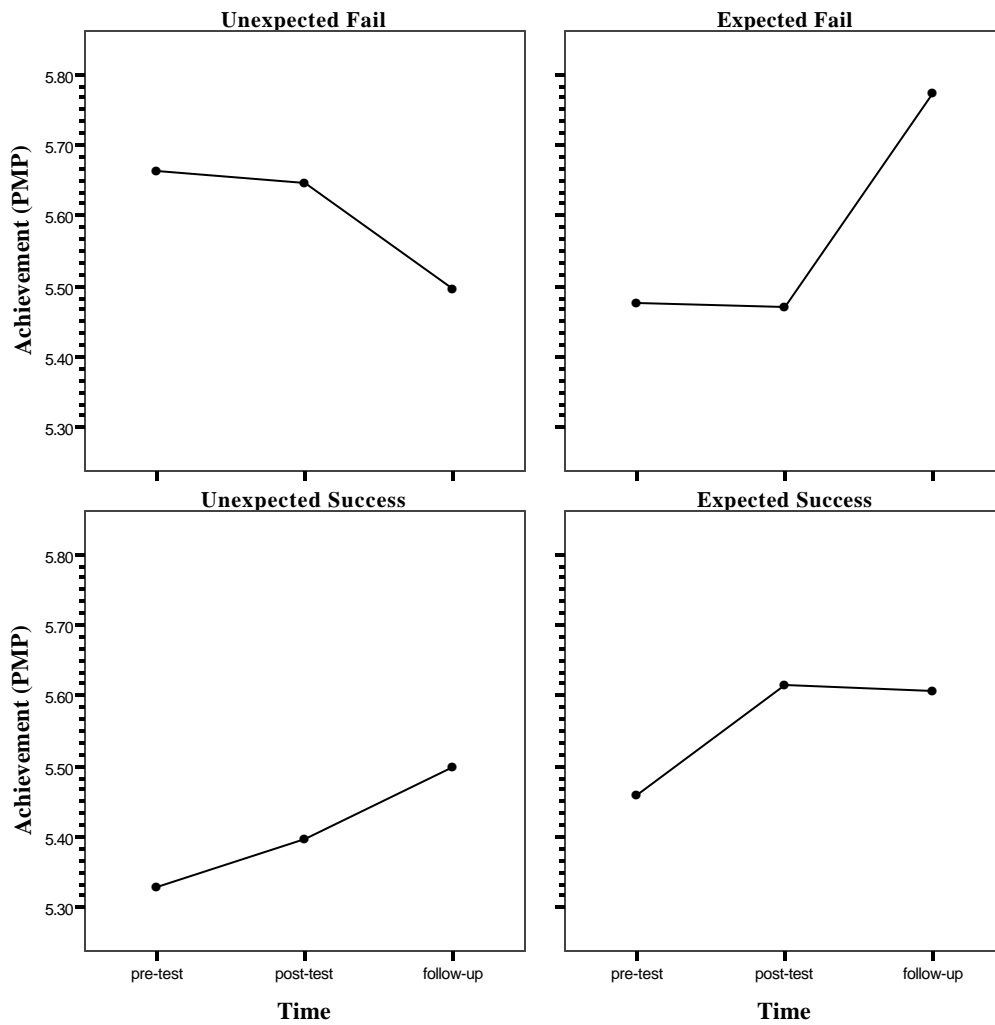 Unexpected Fail
Expected Fail
Achievement (PMP)
5.80
5.70
5.60
5.50
5.40
5.30
Unexpected Success
Expected Success
Achievement (PMP)
5.80
5.70
5.60
5.50
5.40
5.30
pre-test post-test follow-up
pre-test post-test follow-up
Time
Time